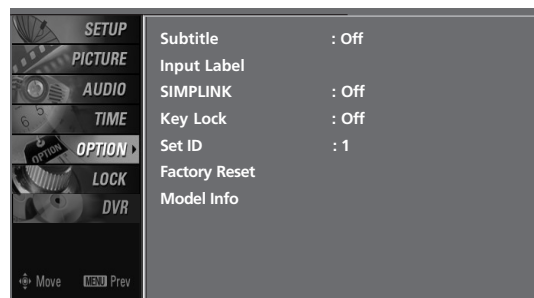 SETUP
PICTURE
AUDIO
TIME
OPTION
LOCK
DVR
Move MENU Prev
Subtitle : Off
Input Label
SIMPLINK : Off
Key Lock : Off
Set ID : 1
Factory Reset
Model Info